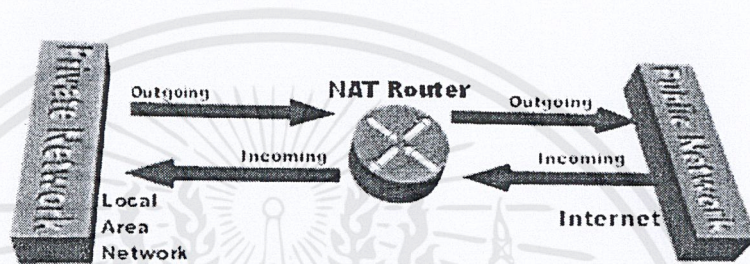 Private Network
Outgoing
Incoming
Local
Area
Network
NAT Router
Outgoing
Incoming
Internet
Public Network